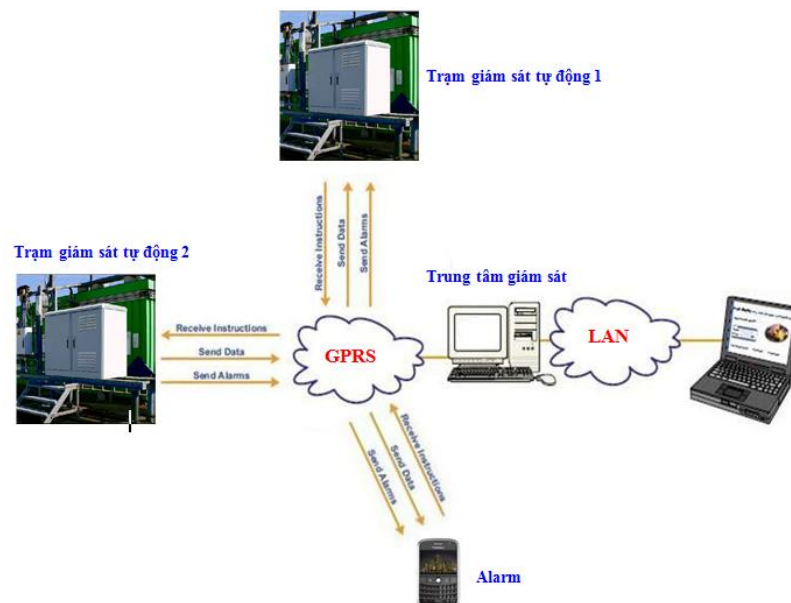 Trạm giám sát tự động 1
Receive Instructions
Send Data
Send Alarms
Trạm giám sát tự động 2
Receive Instructions
Send Data
Send Alarms
GPRS
Trung tâm giám sát
LAN
Send Alarms
Send Data
Receive Instructions
Alarm